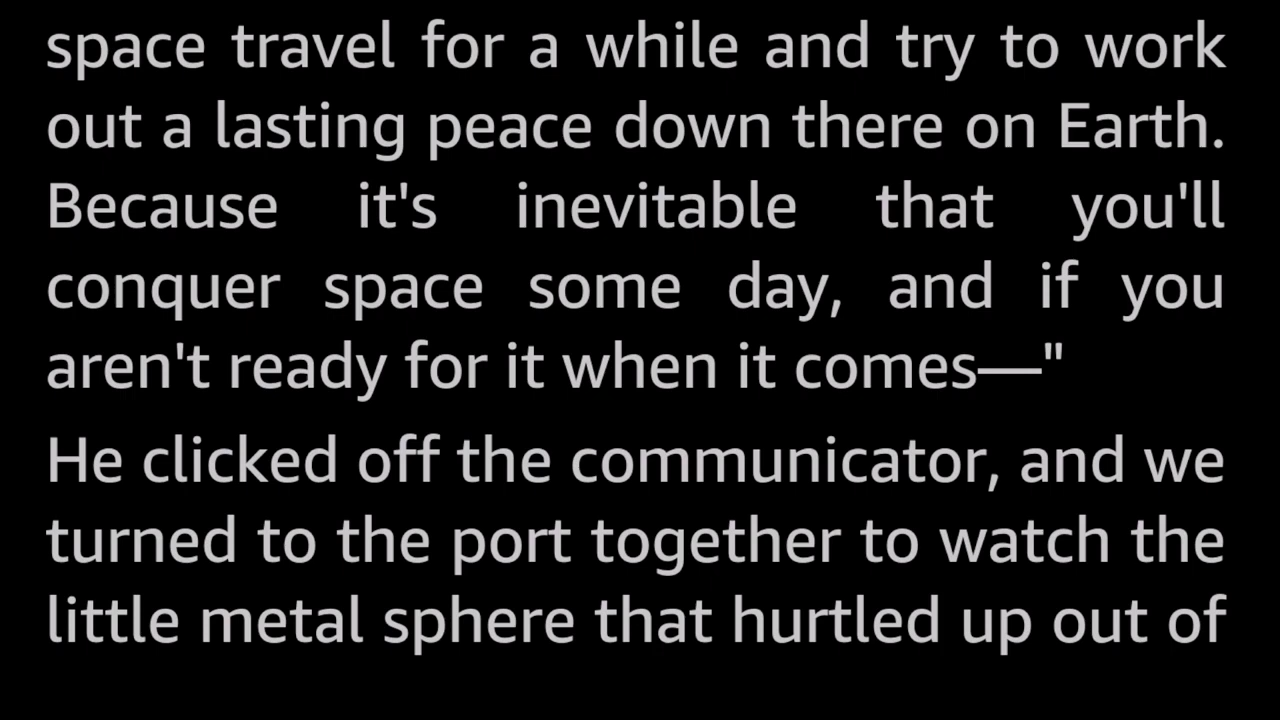 space travel for a while and try to work
out a lasting peace down there on Earth.
Because it's inevitable that you'll
conquer space some day, and if you
aren't ready for it when it comes—"
He clicked off the communicator, and we
turned to the port together to watch the
little metal sphere that hurtled up out of